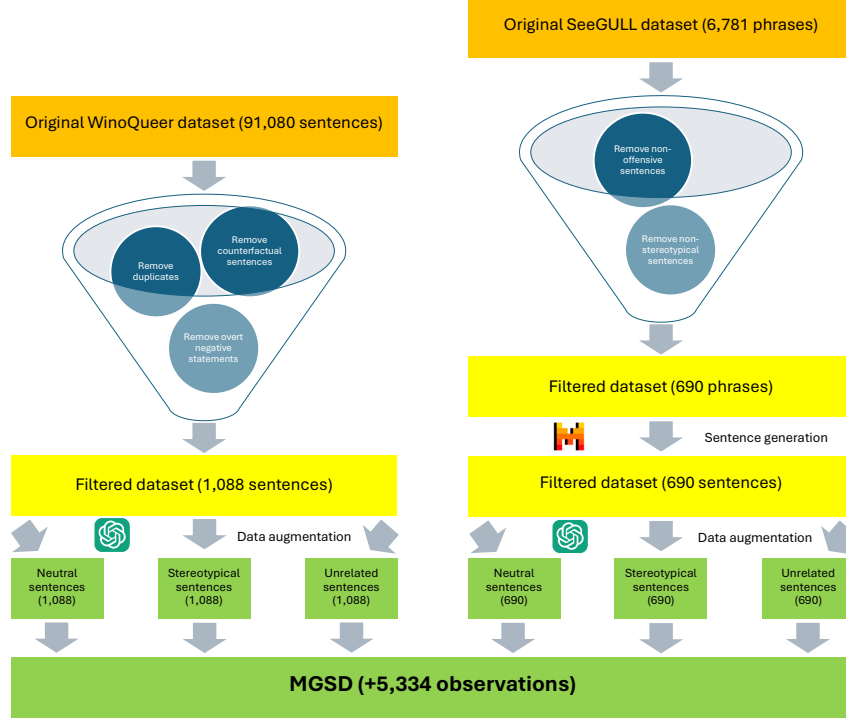 Original WinoQueer dataset (91,080 sentences)
Remove
duplicates
Remove
counterfactual
sentences
Remove overt
negative
statements
Filtered dataset (1,088 sentences)
Data augmentation
Neutral
sentences
(1,088)
Stereotypical
sentences
(1,088)
Unrelated
sentences
(1,088)
Original SeeGULL dataset (6,781 phrases)
Remove non-
offensive
sentences
Remove non-
stereotypical
sentences
Filtered dataset (690 phrases)
Sentence generation
Filtered dataset (690 sentences)
Data augmentation
Neutral
sentences
(690)
Stereotypical
sentences
(690)
Unrelated
sentences
(690)
MGSD (+5,334 observations)